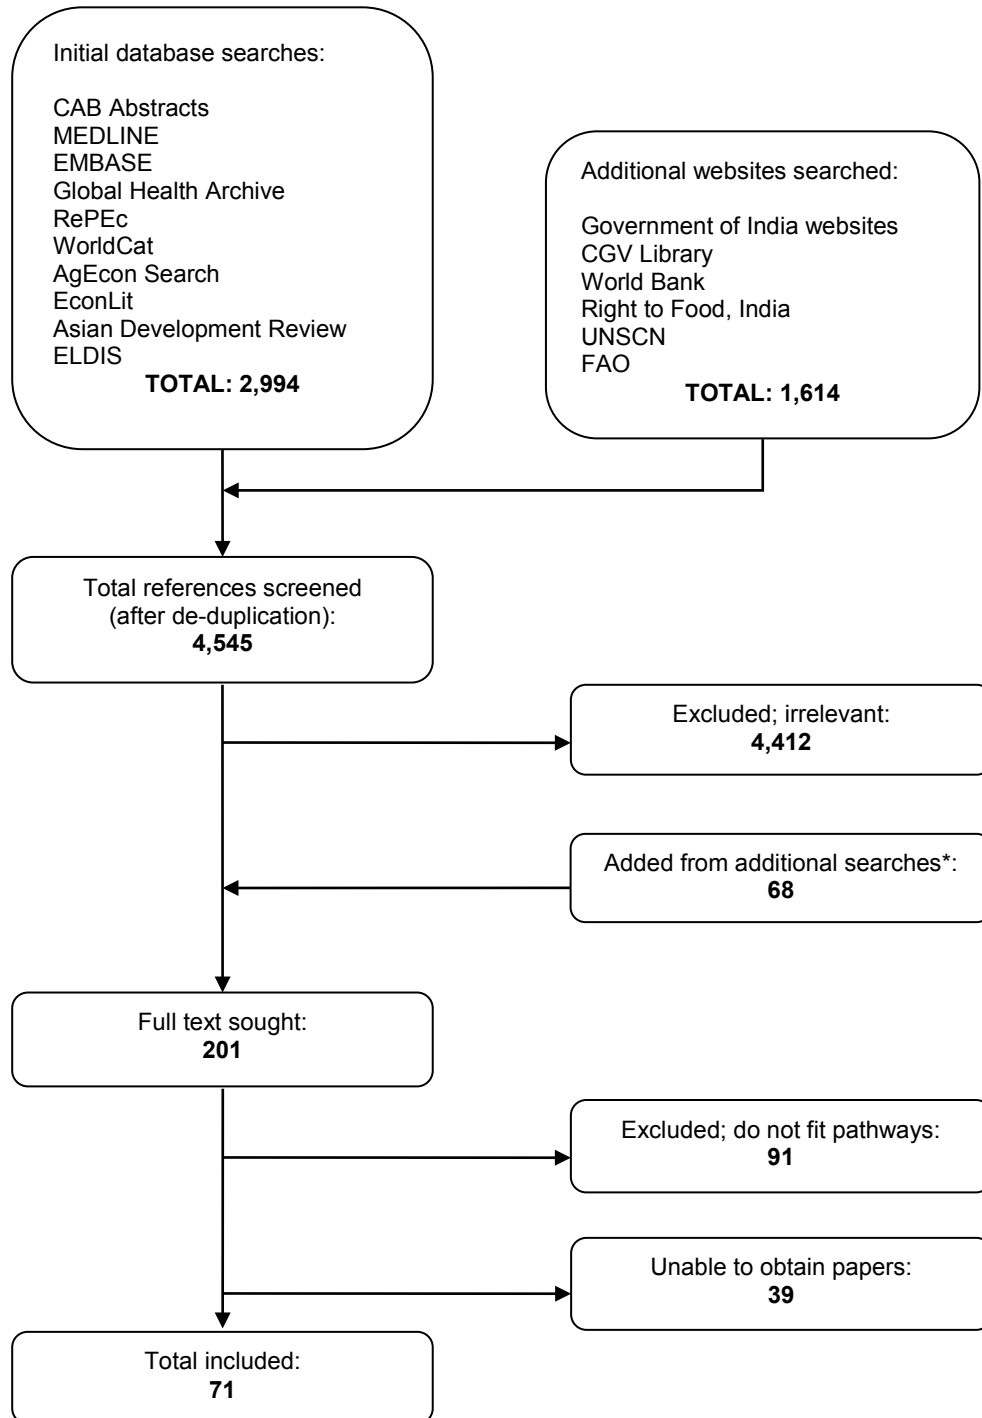 Initial database searches:
CAB Abstracts
MEDLINE
EMBASE
Global Health Archive
RePEc
WorldCat
AgEcon Search
EconLit
Asian Development Review
ELDIS
TOTAL: 2,994
Additional websites searched:
Government of India websites
CGV Library
World Bank
Right to Food, India
UNSCN
FAO
TOTAL: 1,614
Total references screened
(after de-duplication):
4,545
Excluded; irrelevant:
4,412
Added from additional searches*:
68
Full text sought:
201
Excluded; do not fit pathways:
91
Unable to obtain papers:
39
Total included:
71